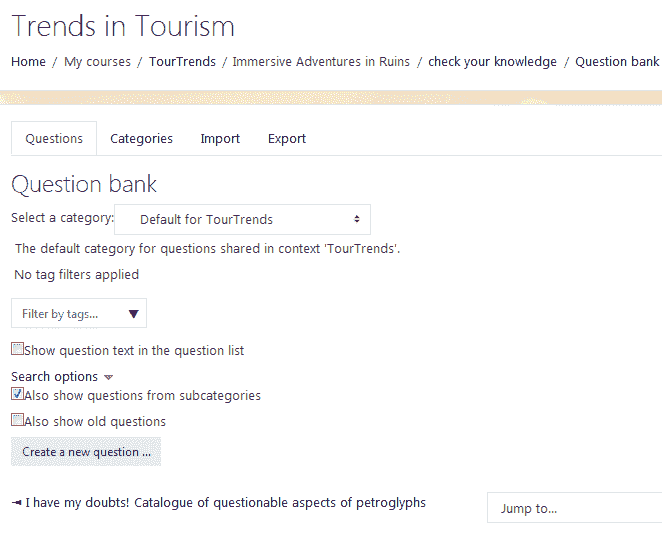 Trends in Tourism
Home / My courses / TourTrends / Immersive Adventures in Ruins / check your knowledge / Question bank
Questions Categories Import Export
Question bank
Select a category: Default for TourTrends
The default category for questions shared in context 'TourTrends'.
No tag filters applied
Filter by tags...
Show question text in the question list
Search options
Also show questions from subcategories
Also show old questions
Create a new question ...
◄ I have my doubts! Catalogue of questionable aspects of petroglyphs
Jump to...